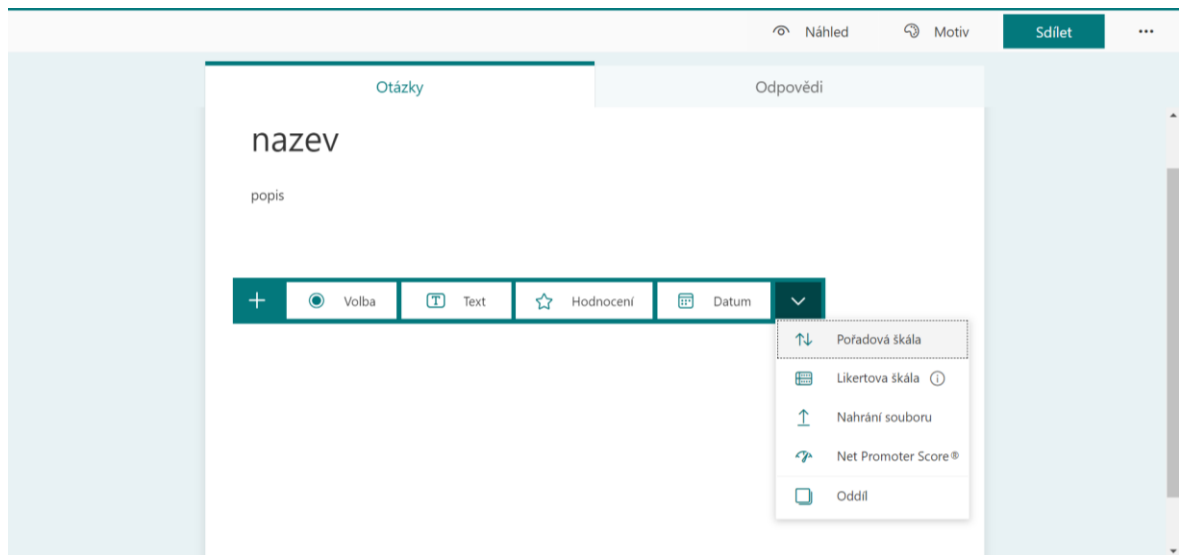 Náhled Motiv Sdílet ...
Otázky Odpovědi
nazev
popis
+ Volba T Text Hodnocení Datum
Pořadová škála
Likertova škála i
Nahrání souboru
Net Promoter Score®
Oddíl